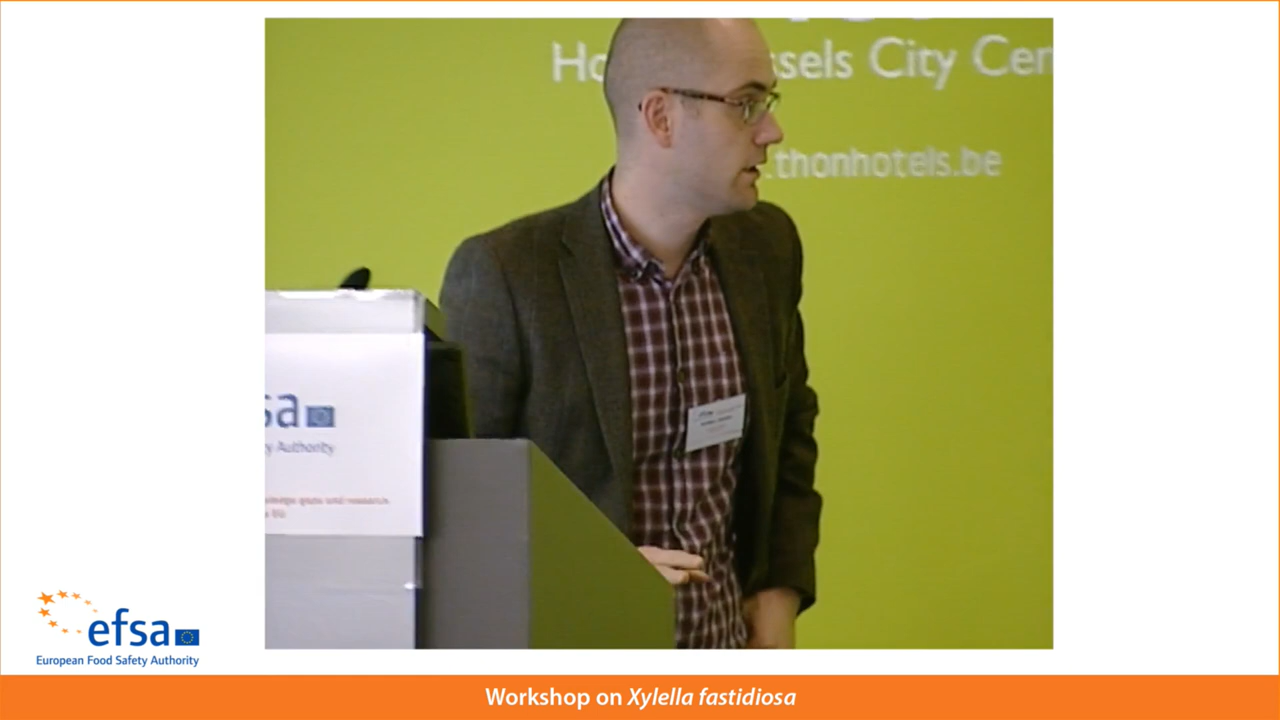 Ho
ssels City Cen
.thonhotels.be
sa
y Authority
efsa
European Food Safety Authority
Workshop on Xylella fastidiosa